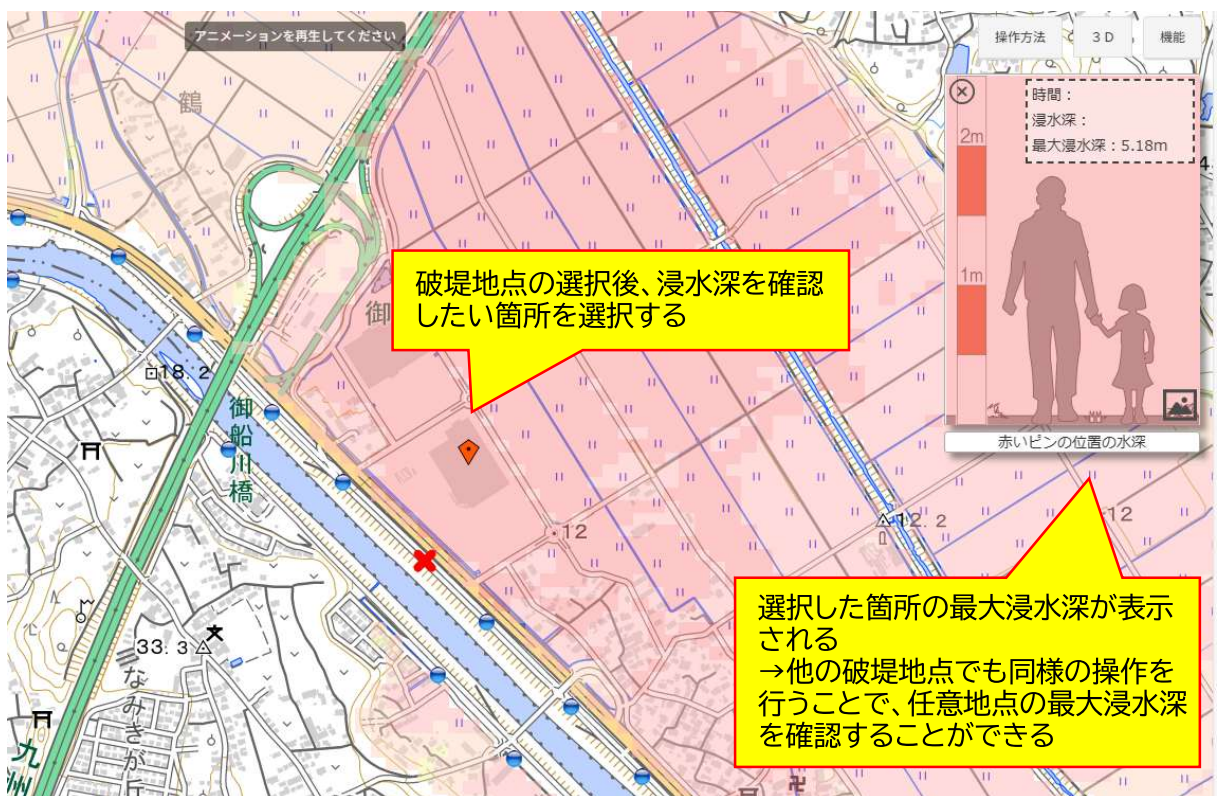 アニメーションを再生してください
操作方法
３Ｄ
機能
鶴
時間：
浸水深：
最大浸水深：5.18m
2m
1m
破堤地点の選択後、浸水深を確認
したい箇所を選択する
御
18.2
御船川橋
赤いピンの位置の水深
12
12.2
12
選択した箇所の最大浸水深が表示
される
→他の破堤地点でも同様の操作を
行うことで、任意地点の最大浸水深
を確認することができる
33.3
なみきが丘
九州